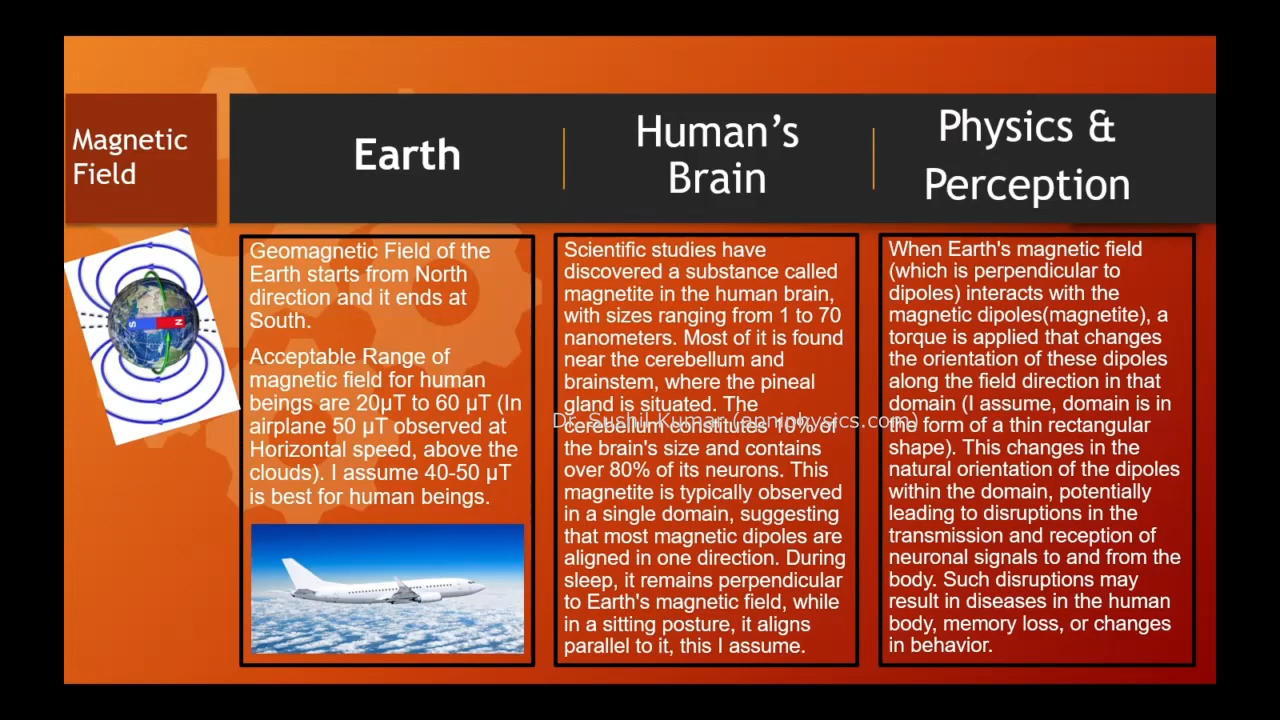 Magnetic
Field
Earth
Human’s
Brain
Physics &
Perception
S N
Geomagnetic Field of the
Earth starts from North
direction and it ends at
South.
Acceptable Range of
magnetic field for human
beings are 20µT to 60 µT (In
airplane 50 µT observed at
Horizontal speed, above the
clouds). I assume 40-50 µT
is best for human beings.
Scientific studies have
discovered a substance called
magnetite in the human brain,
with sizes ranging from 1 to 70
nanometers. Most of it is found
near the cerebellum and
brainstem, where the pineal
gland is situated. The
cerebellum constitutes 10% of
the brain's size and contains
over 80% of its neurons. This
magnetite is typically observed
in a single domain, suggesting
that most magnetic dipoles are
aligned in one direction. During
sleep, it remains perpendicular
to Earth's magnetic field, while
in a sitting posture, it aligns
parallel to it, this I assume.
When Earth's magnetic field
(which is perpendicular to
dipoles) interacts with the
magnetic dipoles(magnetite), a
torque is applied that changes
the orientation of these dipoles
along the field direction in that
domain (I assume, domain is in
the form of a thin rectangular
shape). This changes in the
natural orientation of the dipoles
within the domain, potentially
leading to disruptions in the
transmission and reception of
neuronal signals to and from the
body. Such disruptions may
result in diseases in the human
body, memory loss, or changes
in behavior.
Dr. Sushil Kumar (apniphysics.com)